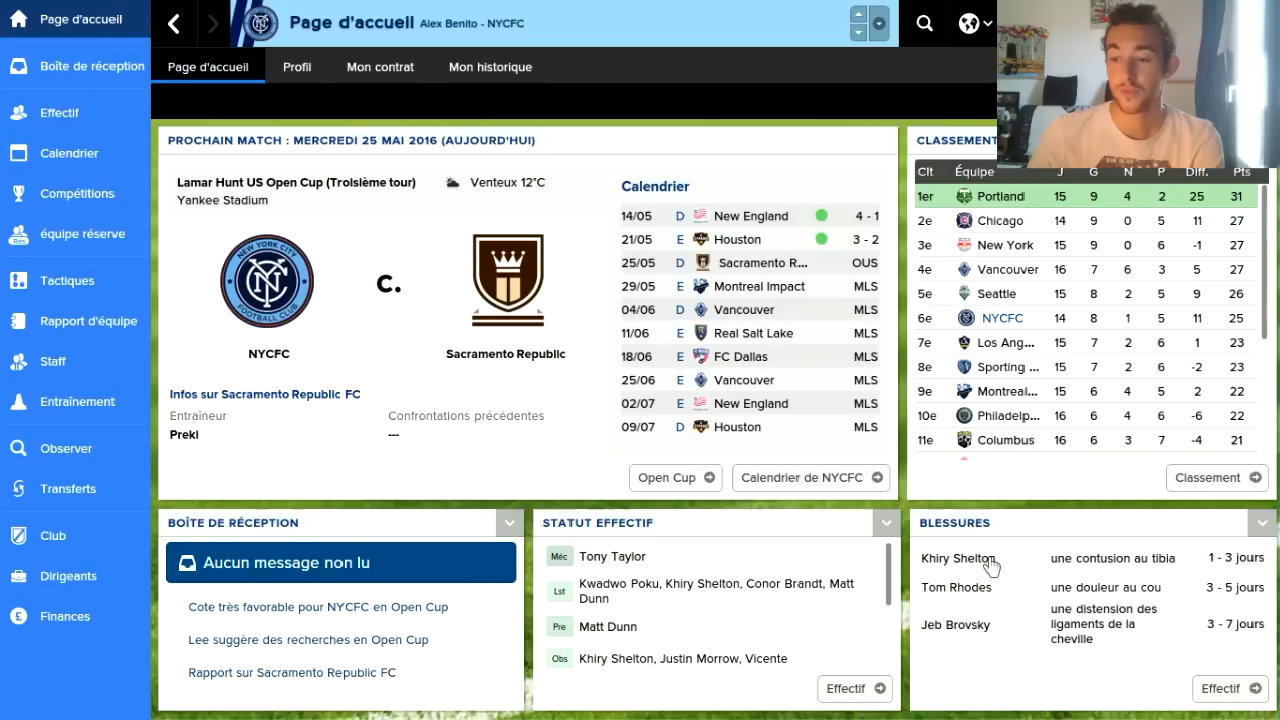 Page d'accueil
Boîte de réception
Effectif
Calendrier
Compétitions
Res
équipe réserve
Tactiques
Rapport d'équipe
Staff
Entraînement
Observer
Transferts
Club
Dirigeants
£
Finances
Page d'accueil Alex Benito - NYCFC
Page d'accueil Profil Mon contrat Mon historique
PROCHAIN MATCH : MERCREDI 25 MAI 2016 (AUJOURD'HUI)
Lamar Hunt US Open Cup (Troisième tour)
Yankee Stadium
Venteux 12°C
NEW YORK CITY
NYC
FOOTBALL CLUB
c.
NYCFC
Sacramento Republic
Infos sur Sacramento Republic FC
Entraîneur Confrontations précédentes
Preki ---
Calendrier
14/05 D New England 4 - 1
21/05 E Houston 3 - 2
25/05 D Sacramento R... OUS
29/05 E Montreal Impact MLS
04/06 D Vancouver MLS
11/06 E Real Salt Lake MLS
18/06 E FC Dallas MLS
25/06 E Vancouver MLS
02/07 E New England MLS
09/07 D Houston MLS
Open Cup
Calendrier de NYCFC
CLASSEMENT
Clt Équipe J G N P Diff. Pts
1er Portland 15 9 4 2 25 31
2e Chicago 14 9 0 5 11 27
3e New York 15 9 0 6 -1 27
4e Vancouver 16 7 6 3 5 27
5e Seattle 15 8 2 5 9 26
6e NYCFC 14 8 1 5 11 25
7e Los Ang... 15 7 2 6 1 23
8e Sporting ... 15 7 2 6 -2 23
9e Montreal... 15 6 4 5 2 22
10e Philadelp... 16 6 4 6 -6 22
11e Columbus 16 6 3 7 -4 21
Classement
BOÎTE DE RÉCEPTION
Aucun message non lu
Cote très favorable pour NYCFC en Open Cup
Lee suggère des recherches en Open Cup
Rapport sur Sacramento Republic FC
STATUT EFFECTIF
Méc Tony Taylor
Lst Kwadwo Poku, Khiry Shelton, Conor Brandt, Matt
Dunn
Pre Matt Dunn
Obs Khiry Shelton, Justin Morrow, Vicente
Effectif
BLESSURES
Khiry Shelton une contusion au tibia 1 - 3 jours
Tom Rhodes une douleur au cou 3 - 5 jours
Jeb Brovsky une distension des
ligaments de la
cheville 3 - 7 jours
Effectif